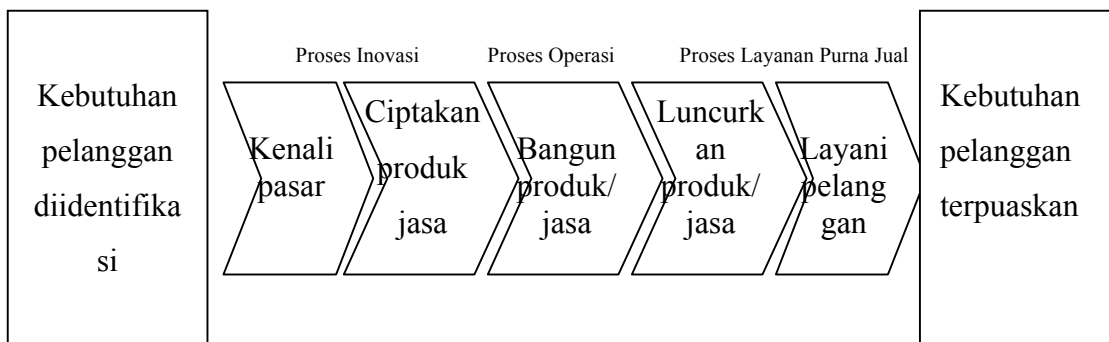 Proses Inovasi
Proses Operasi
Proses Layanan Purna Jual
Kebutuhan
pelanggan
diidentifika
si
Kenali
pasar
Ciptakan
produk
jasa
Bangun
produk/
jasa
Luncurk
an
produk/
jasa
Layani
pelang
gan
Kebutuhan
pelanggan
terpuaskan